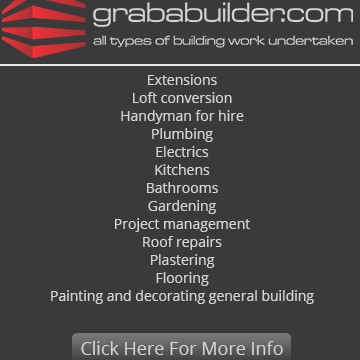 grababuilder.com
all types of building work undertaken
Extensions
Loft conversion
Handyman for hire
Plumbing
Electrics
Kitchens
Bathrooms
Gardening
Project management
Roof repairs
Plastering
Flooring
Painting and decorating general building
Click Here For More Info